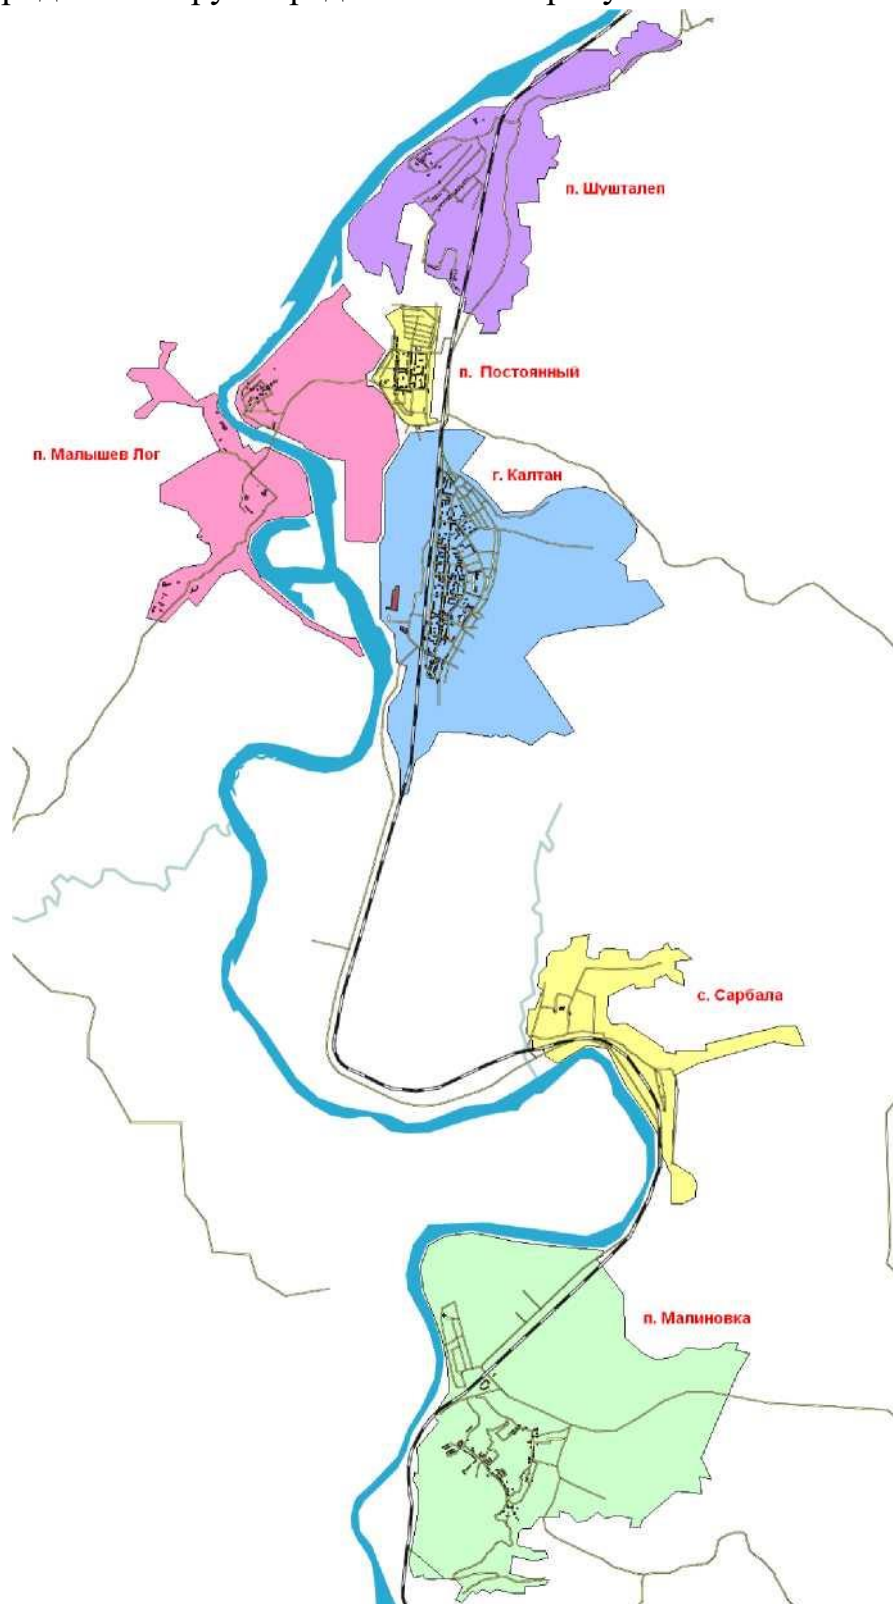 п. Шушталеп
п. Постоянный
п. Малышев Лог
г. Калтан
с. Сарбала
п. Малиновка